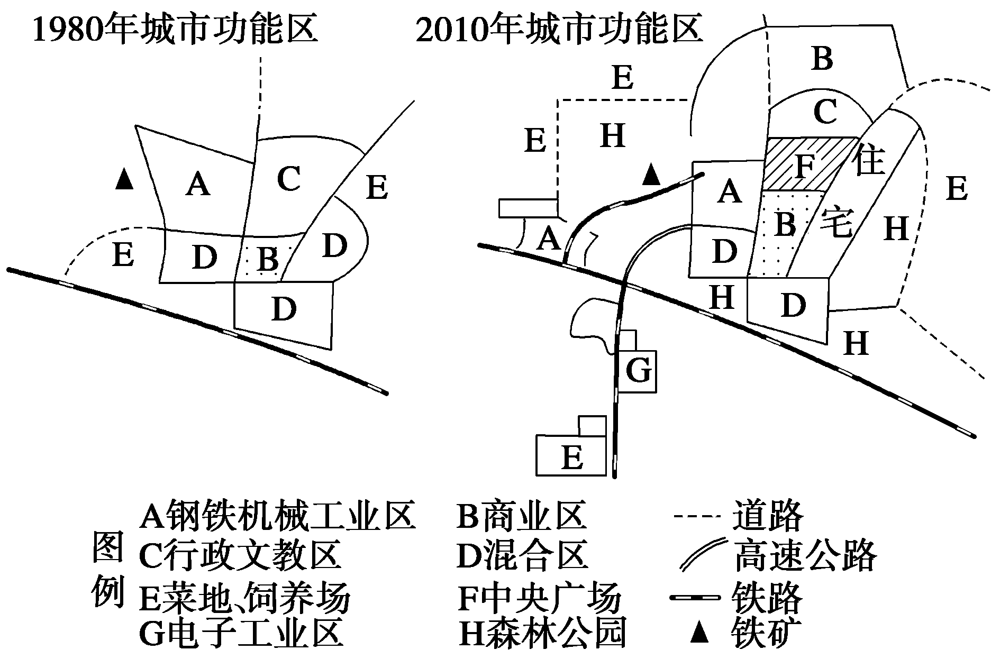 1980年城市功能区
2010年城市功能区
A
C
E
E
D
B
D
D
E
E
H
B
C
F
住
宅
A
B
H
E
A
D
H
D
H
G
E
图例
A钢铁机械工业区
B商业区
道路
C行政文教区
D混合区
高速公路
E菜地、饲养场
F中央广场
铁路
G电子工业区
H森林公园
铁矿